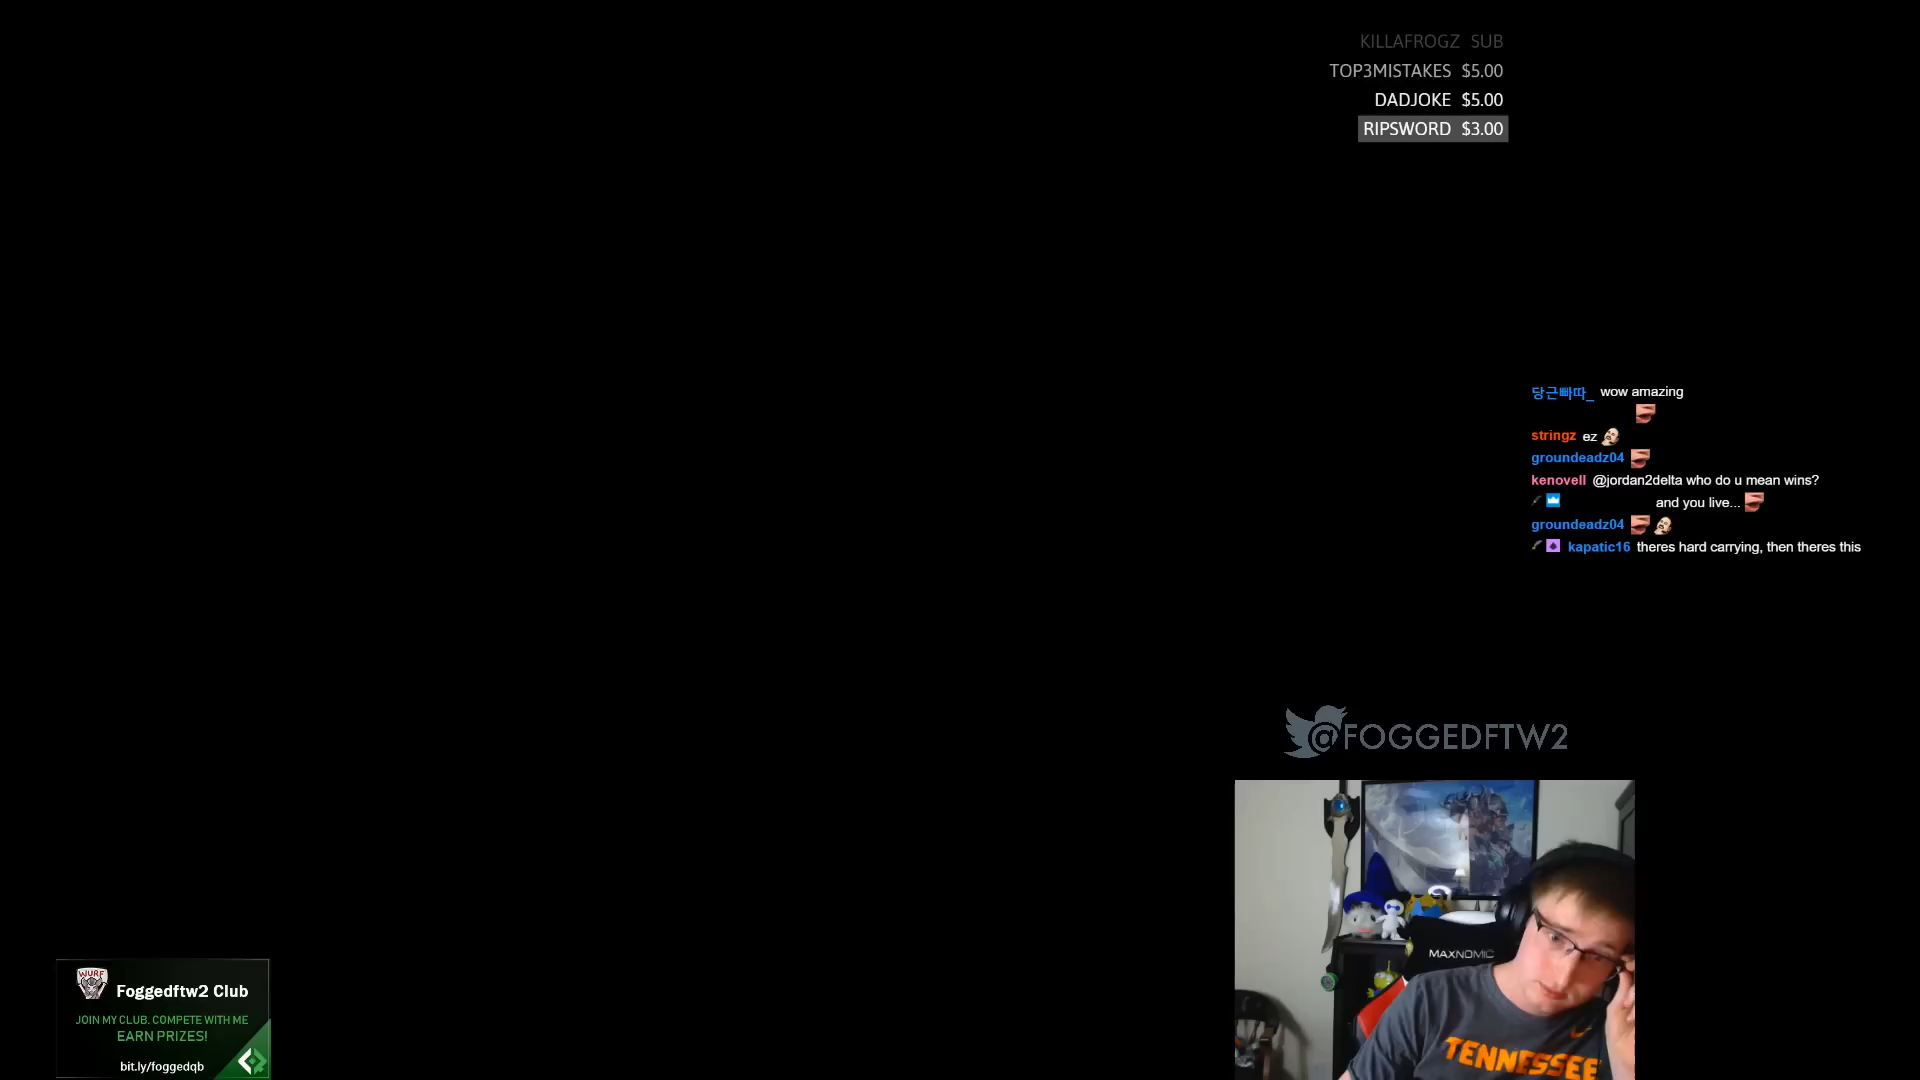 KILLAFROGZ SUB
TOP3MISTAKES $5.00
DADJOKE $5.00
RIPSWORD $3.00
당근빠따_ wow amazing
stringz ez
groundeadz04
kenovell @jordan2delta who do u mean wins?
and you live...
groundeadz04
kapatic16 theres hard carrying, then theres this
@FOGGEDFTW2
MAXNOMIC
TENNESSEE
WURF
Foggedftw2 Club
JOIN MY CLUB. COMPETE WITH ME
EARN PRIZES!
bit.ly/foggedqb